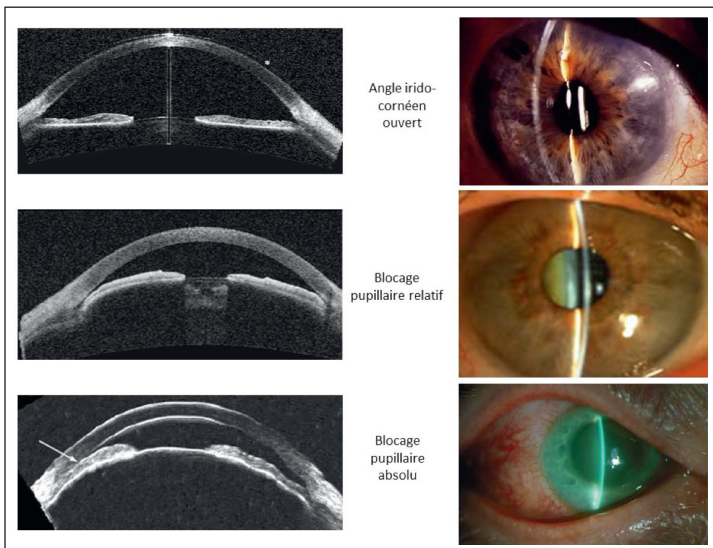 Angle irido-
cornéen
ouvert
Blocage
pupillaire relatif
Blocage
pupillaire
absolu